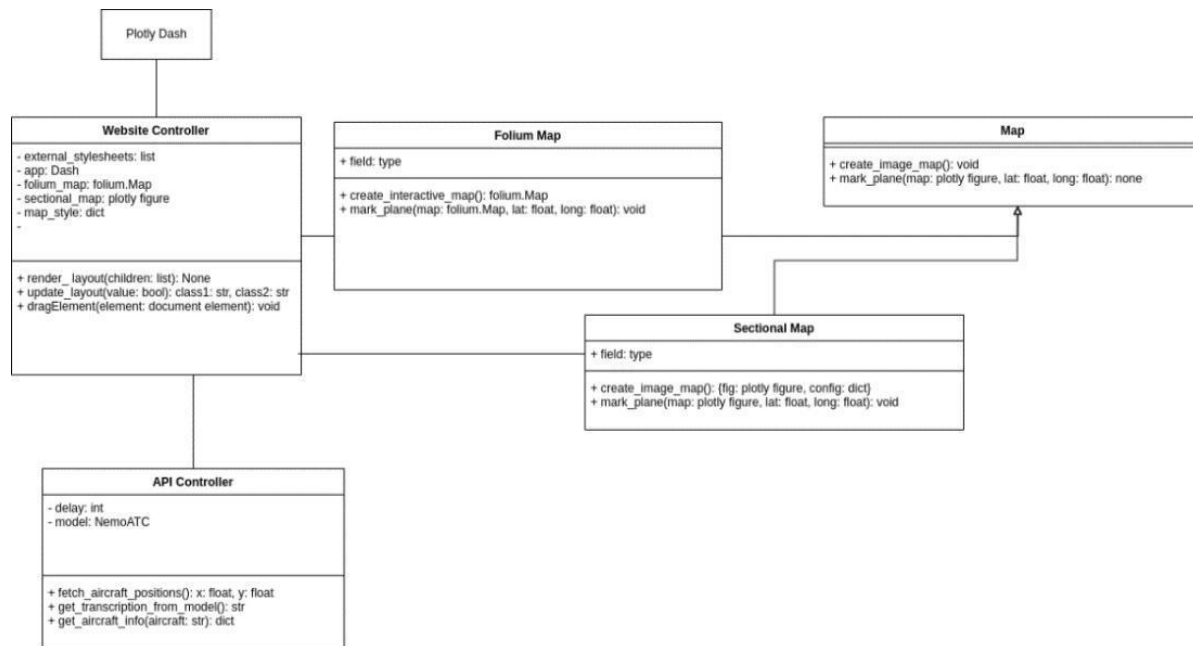 Plotly Dash
Website Controller
- external_stylesheets: list
- app: Dash
- folium_map: folium.Map
- sectional_map: plotly figure
- map_style: dict
-
+ render_ layout(children: list): None
+ update_layout(value: bool): class1: str, class2: str
+ dragElement(element: document element): void
Folium Map
+ field: type
+ create_interactive_map(): folium.Map
+ mark_plane(map: folium.Map, lat: float, long: float): void
Map
+ create_image_map(): void
+ mark_plane(map: plotly figure, lat: float, long: float): none
Sectional Map
+ field: type
+ create_image_map(): {fig: plotly figure, config: dict}
+ mark_plane(map: plotly figure, lat: float, long: float): void
API Controller
- delay: int
- model: NemoATC
+ fetch_aircraft_positions(): x: float, y: float
+ get_transcription_from_model(): str
+ get_aircraft_info(aircraft: str): dict